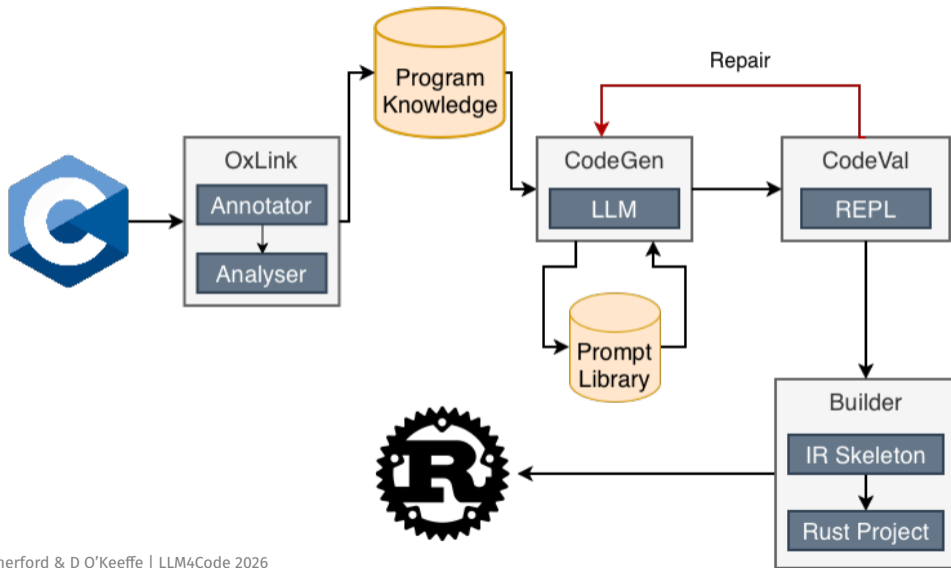 Repair
Program
Knowledge
OxLink
Annotator
Analyser
C
CodeGen
LLM
CodeVal
REPL
Prompt
Library
Builder
IR Skeleton
Rust Project
R
& D O'Keeffe | LLM4Code 2026